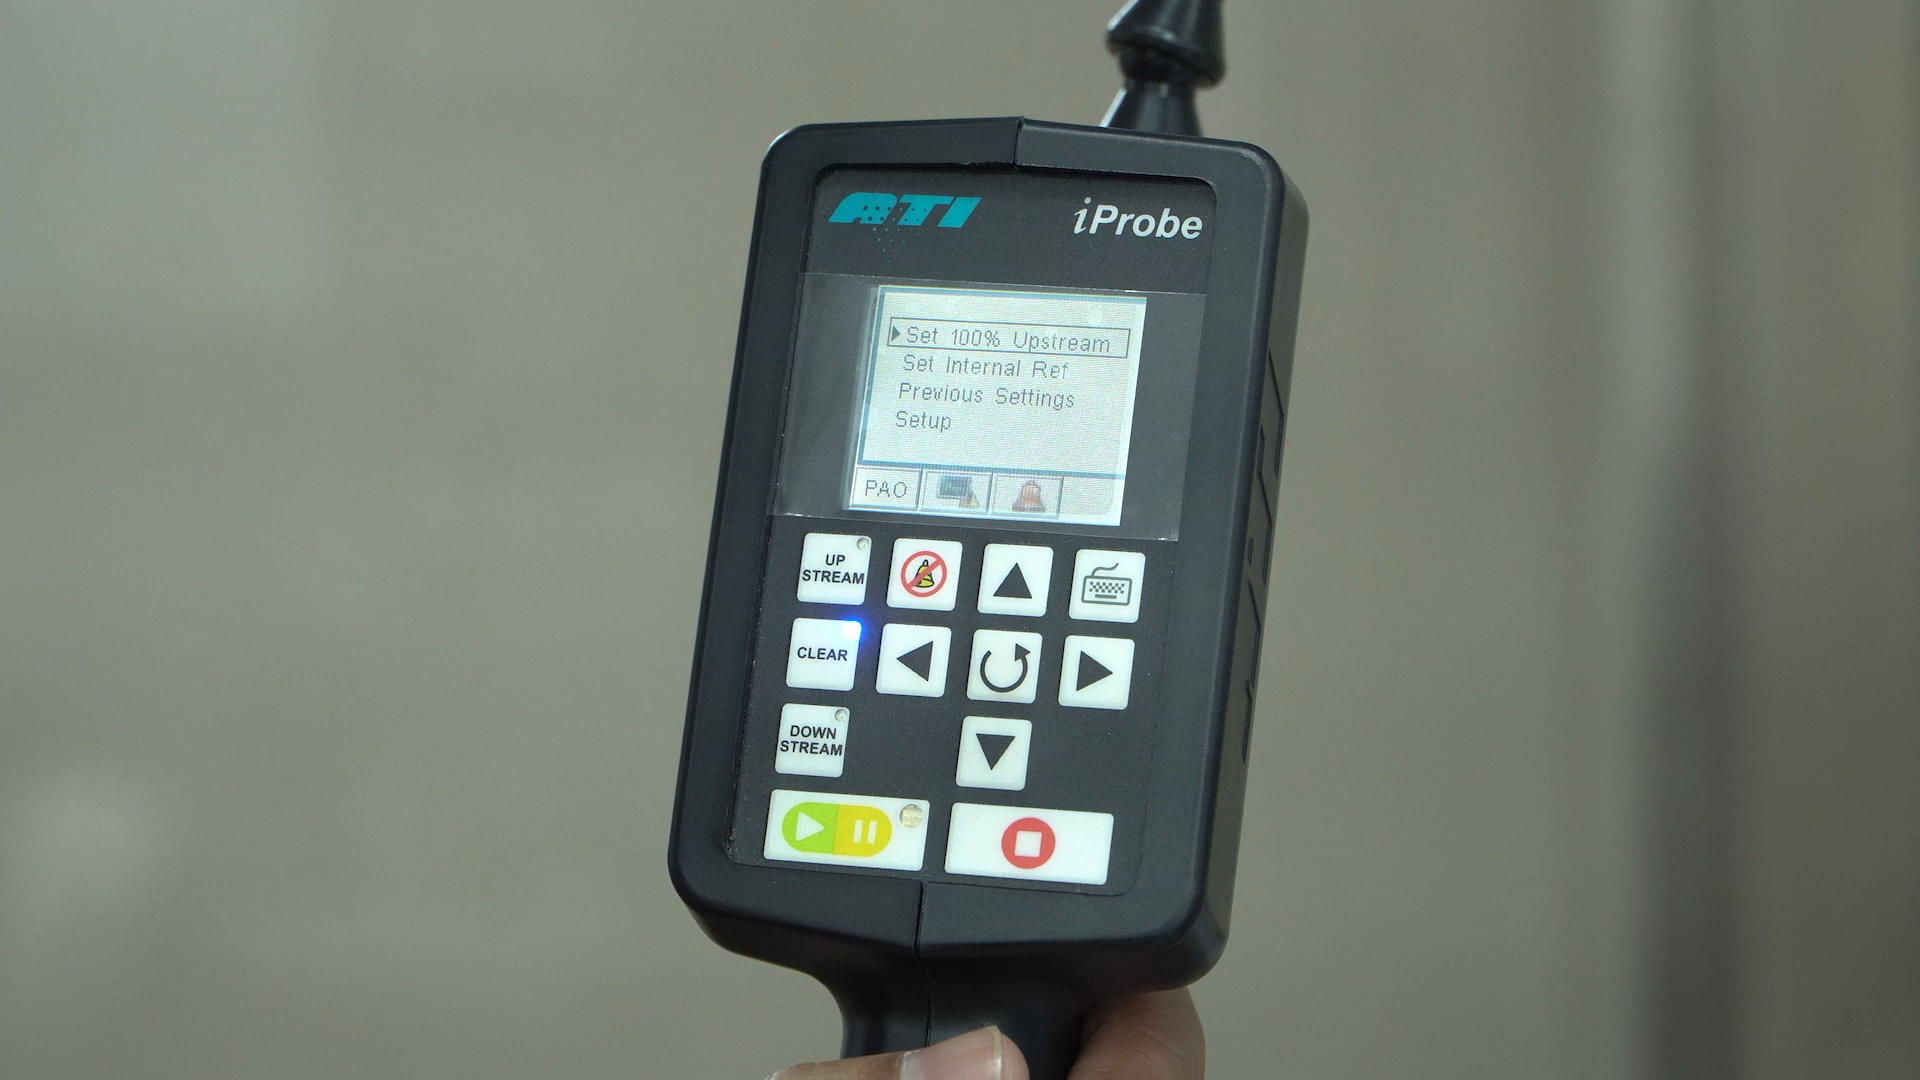 ATI
iProbe
Set 100% Upstream
Set Internal Ref
Previous Settings
Setup
PAO
UP
STREAM
CLEAR
DOWN
STREAM